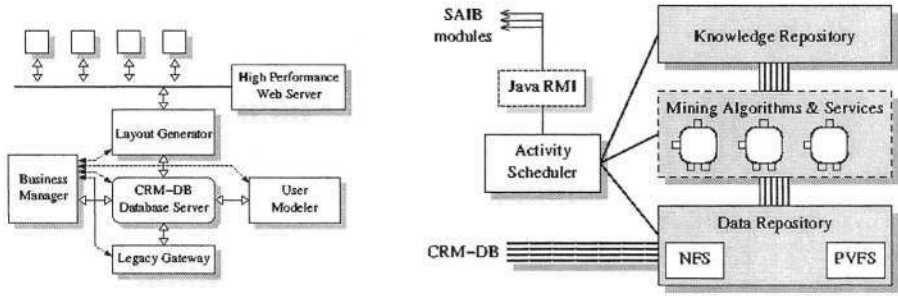 High Performance
Web Server
Layout Generator
Business
Manager
CRM-DB
Database Server
User
Modeler
Legacy Gateway
SAIB
modules
Java RMI
Activity
Scheduler
CRM-DB
Knowledge Repository
Mining Algorithms & Services
Data Repository
NFS
PVFS